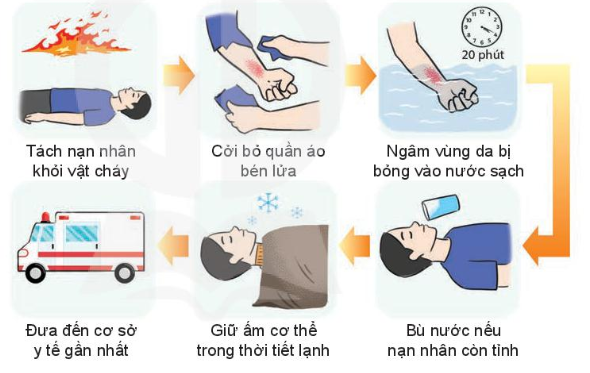 20 phút
Tách nạn nhân
khỏi vật cháy
Cởi bỏ quần áo
bén lửa
Ngâm vùng da bị
bỏng vào nước sạch
Bù nước nếu
nạn nhân còn tỉnh
Giữ ấm cơ thể
trong thời tiết lạnh
Đưa đến cơ sở
y tế gần nhất